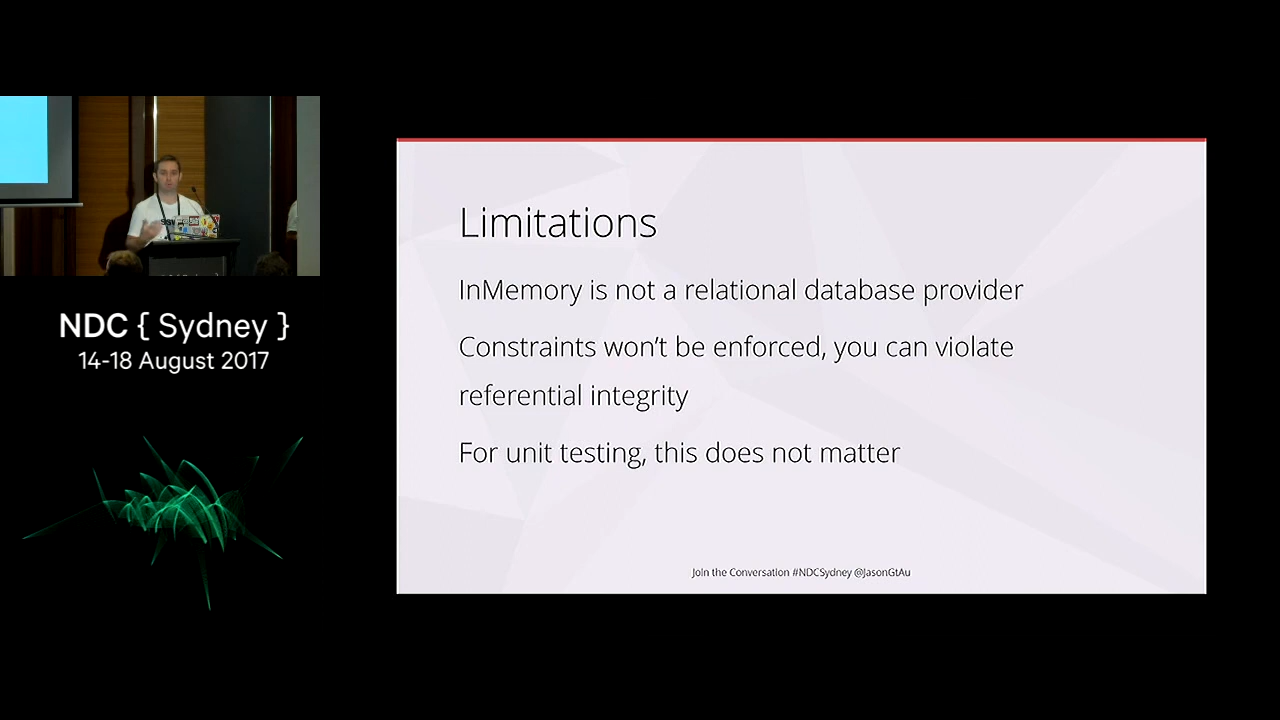 NDC { Sydney }
14-18 August 2017
Limitations
InMemory is not a relational database provider
Constraints won't be enforced, you can violate
referential integrity
For unit testing, this does not matter
Join the Conversation #NDCSydney @JasonGtAu